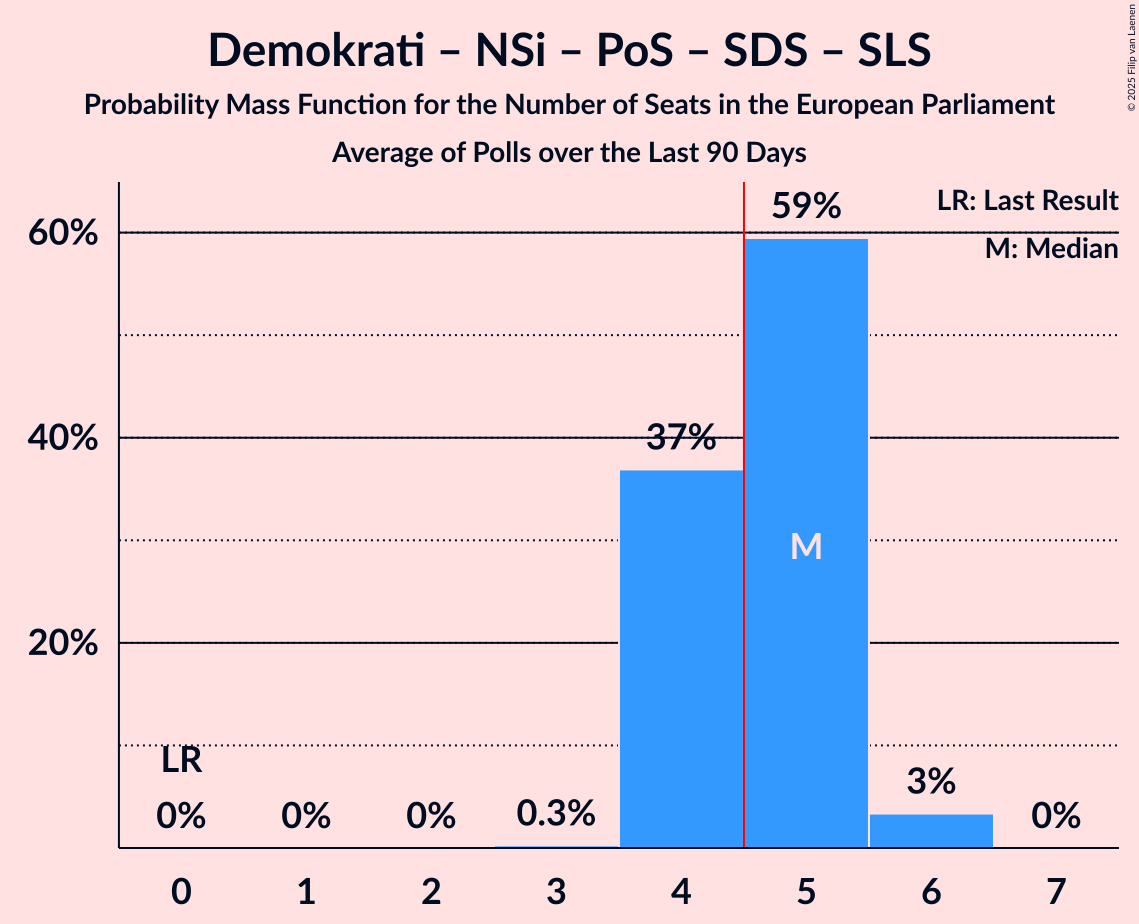 Demokrati – NSi – PoS – SDS – SLS
Probability Mass Function for the Number of Seats in the European Parliament
Average of Polls over the Last 90 Days
© 2025 Filip van Laenen
LR: Last Result
M: Median
60%
40%
20%
59%
37%
M
LR
0%
0%
0%
0.3%
3%
0%
0 1 2 3 4 5 6 7